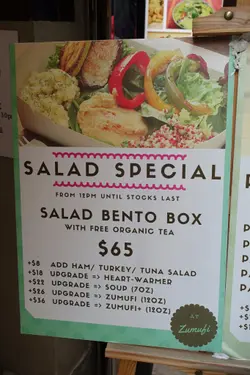 SALAD SPECIAL
FROM 12PM UNTIL STOCKS LAST
SALAD BENTO BOX
WITH FREE ORGANIC TEA
$65
+$8 ADD HAM/ TURKEY/ TUNA SALAD
+$18 UPGRADE => HEART-WARMER
+$22 UPGRADE => SOUP (7OZ)
+$26 UPGRADE => ZUMUFI (12OZ)
+$36 UPGRADE => ZUMUFI+ (12OZ)
AT
Zumufi